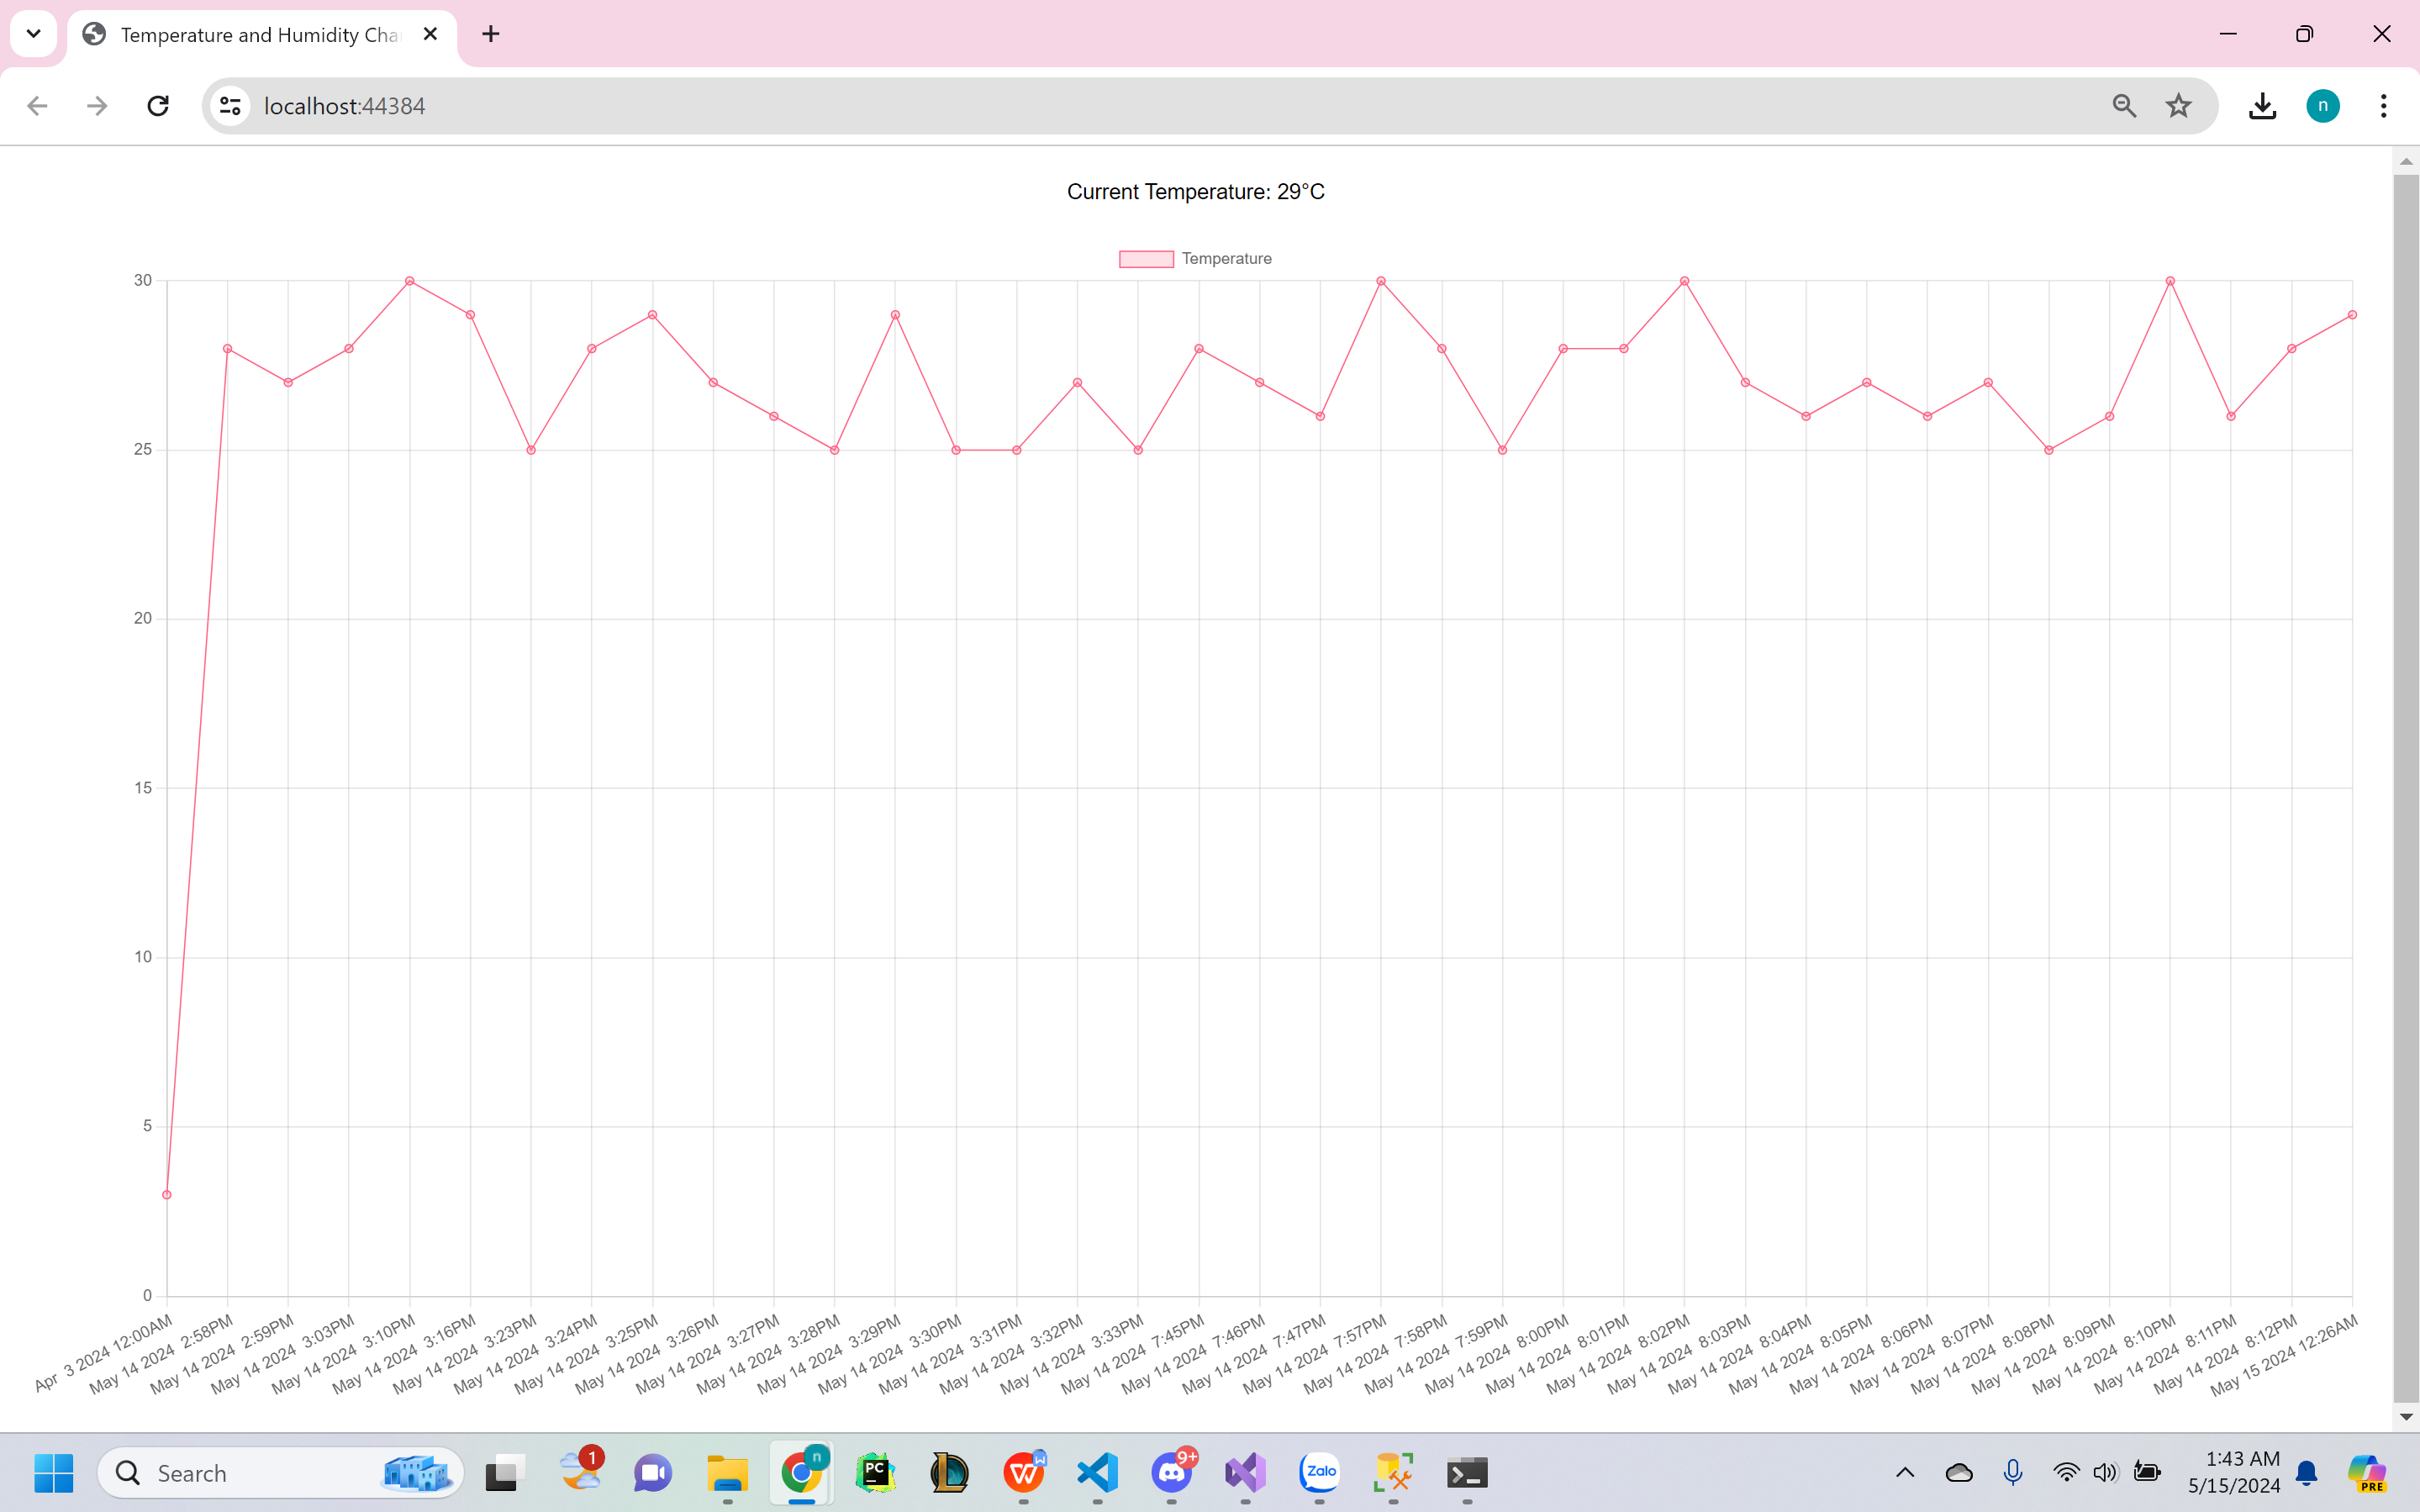 Temperature and Humidity Cha
localhost:44384
n
Current Temperature: 29°C
Temperature
30
25
20
15
10
5
0
Apr 3 2024 12:00AM
May 14 2024 2:58PM
May 14 2024 2:59PM
May 14 2024 3:03PM
May 14 2024 3:10PM
May 14 2024 3:16PM
May 14 2024 3:23PM
May 14 2024 3:24PM
May 14 2024 3:25PM
May 14 2024 3:26PM
May 14 2024 3:27PM
May 14 2024 3:28PM
May 14 2024 3:29PM
May 14 2024 3:30PM
May 14 2024 3:31PM
May 14 2024 3:32PM
May 14 2024 3:33PM
May 14 2024 7:45PM
May 14 2024 7:46PM
May 14 2024 7:47PM
May 14 2024 7:57PM
May 14 2024 7:58PM
May 14 2024 7:59PM
May 14 2024 8:00PM
May 14 2024 8:01PM
May 14 2024 8:02PM
May 14 2024 8:03PM
May 14 2024 8:04PM
May 14 2024 8:05PM
May 14 2024 8:06PM
May 14 2024 8:07PM
May 14 2024 8:08PM
May 14 2024 8:09PM
May 14 2024 8:10PM
May 14 2024 8:11PM
May 14 2024 8:12PM
May 15 2024 12:26AM
Search
1
n
PC
W
9+
Zalo
1:43 AM
5/15/2024
PRE